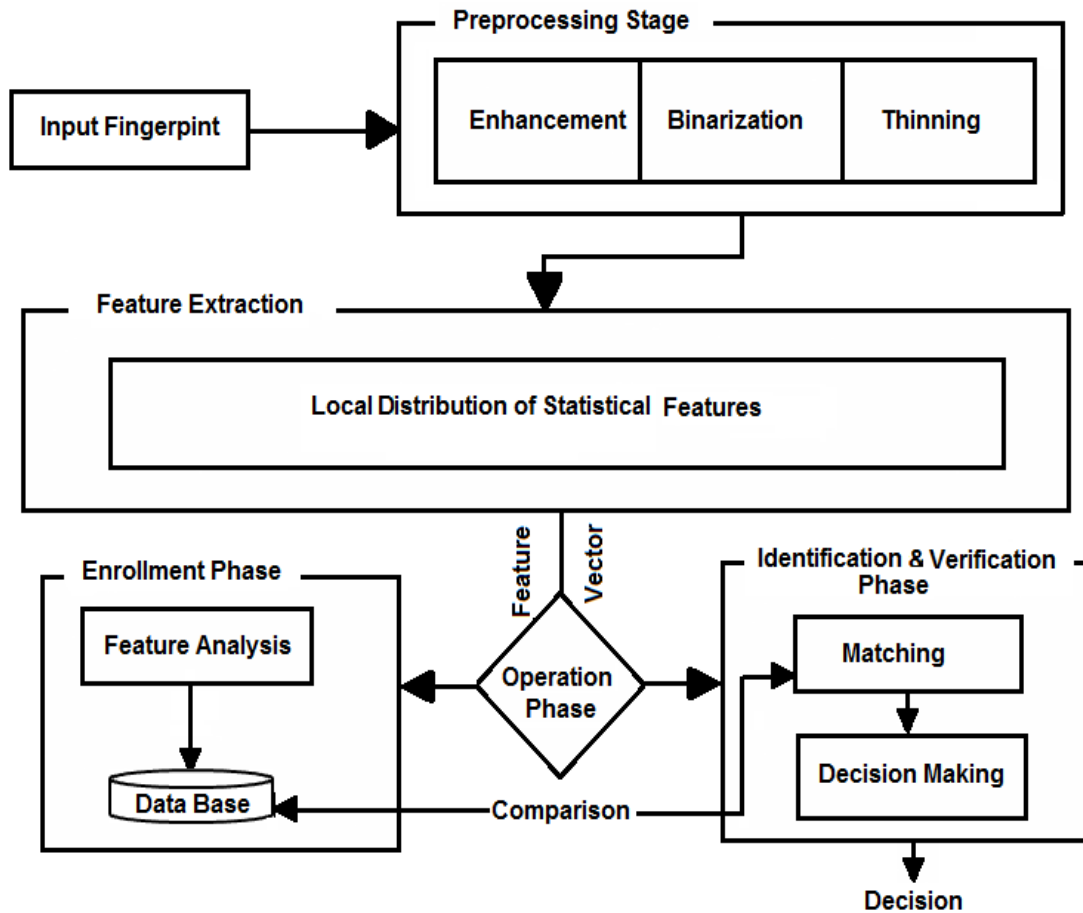 Preprocessing Stage
Input Fingerpint
Enhancement
Binarization
Thinning
Feature Extraction
Local Distribution of Statistical Features
Feature
Vector
Enrollment Phase
Feature Analysis
Data Base
Operation
Phase
Comparison
Identification & Verification
Phase
Matching
Decision Making
Decision